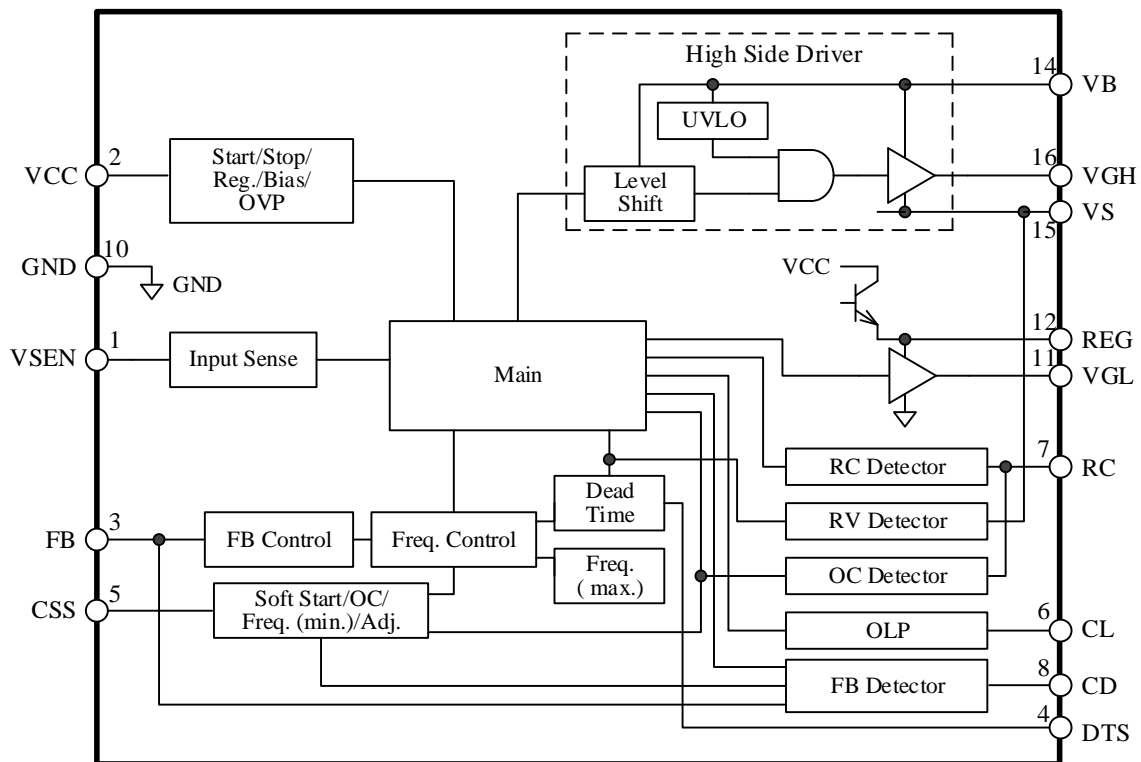 High Side Driver
14
VB
UVLO
2
VCC
Start/Stop/
Reg./Bias/
OVP
16
VGH
Level
Shift
VS
15
10
GND
GND
VCC
12
REG
1
VSEN
Input Sense
Main
11
VGL
7
RC
RC Detector
Dead
Time
3
FB
FB Control
Freq. Control
RV Detector
Freq.
( max.)
OC Detector
5
CSS
Soft Start/OC/
Freq. (min.)/Adj.
6
CL
OLP
8
CD
FB Detector
4
DTS